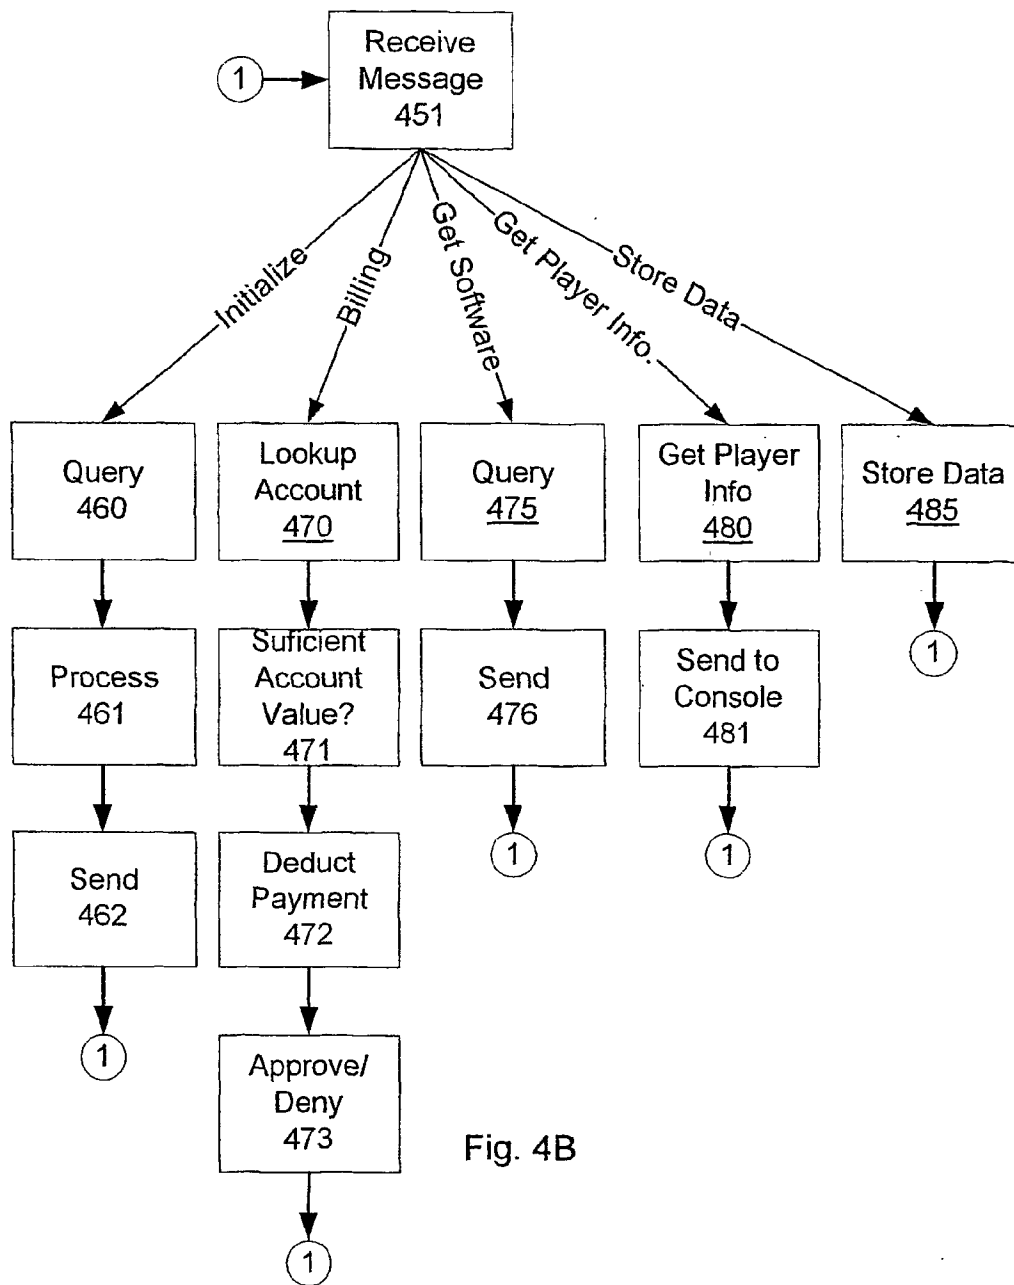 Receive
Message
451
1
Initialize
Billing
Get Software
Get Player Info.
Store Data
Query
460
Lookup
Account
470
Query
475
Get Player
Info
480
Store Data
485
Process
461
Suficient
Account
Value?
471
Send
476
Send to
Console
481
1
Send
462
Deduct
Payment
472
1
1
1
Approve/
Deny
473
1
Fig. 4B